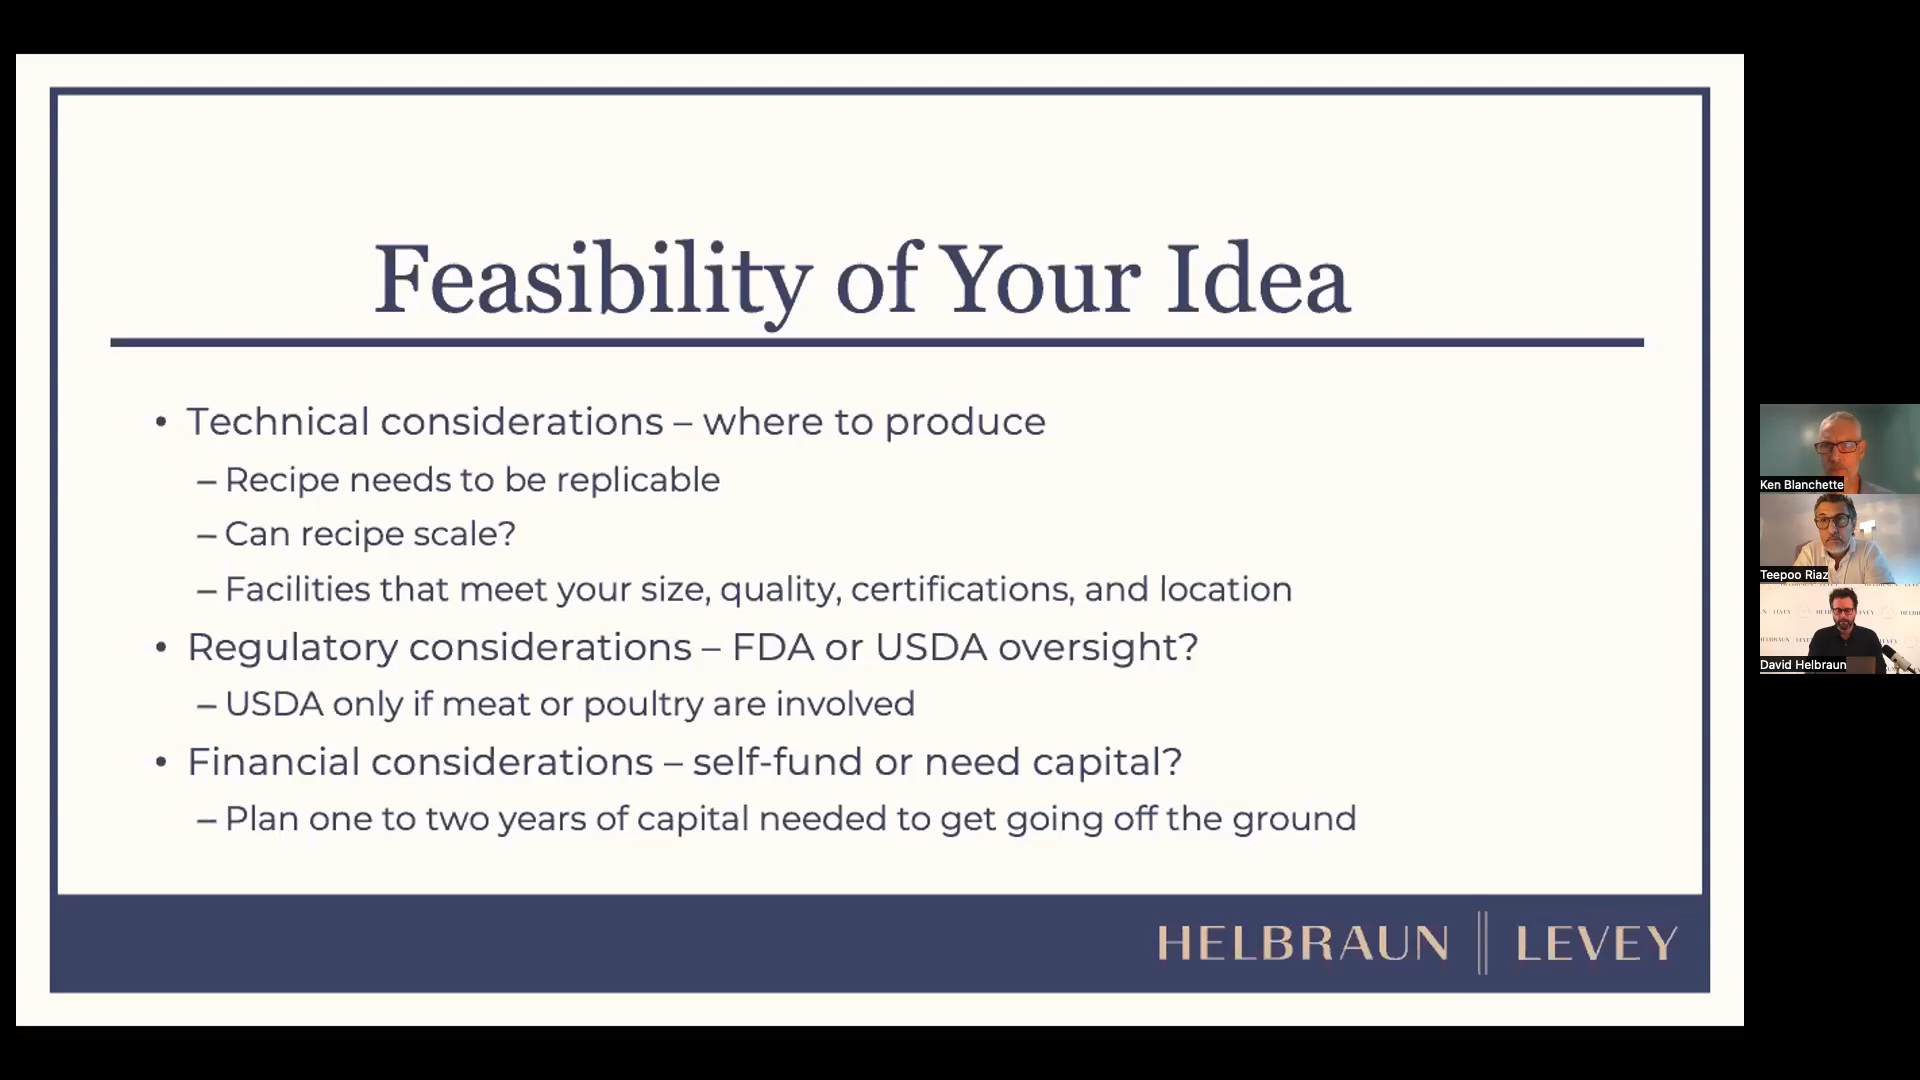 Feasibility of Your Idea
• Technical considerations – where to produce
– Recipe needs to be replicable
– Can recipe scale?
– Facilities that meet your size, quality, certifications, and location
• Regulatory considerations – FDA or USDA oversight?
– USDA only if meat or poultry are involved
• Financial considerations – self-fund or need capital?
– Plan one to two years of capital needed to get going off the ground
HELBRAUN || LEVEY
Ken Blanchette
Teepoo Riaz
David Helbraun